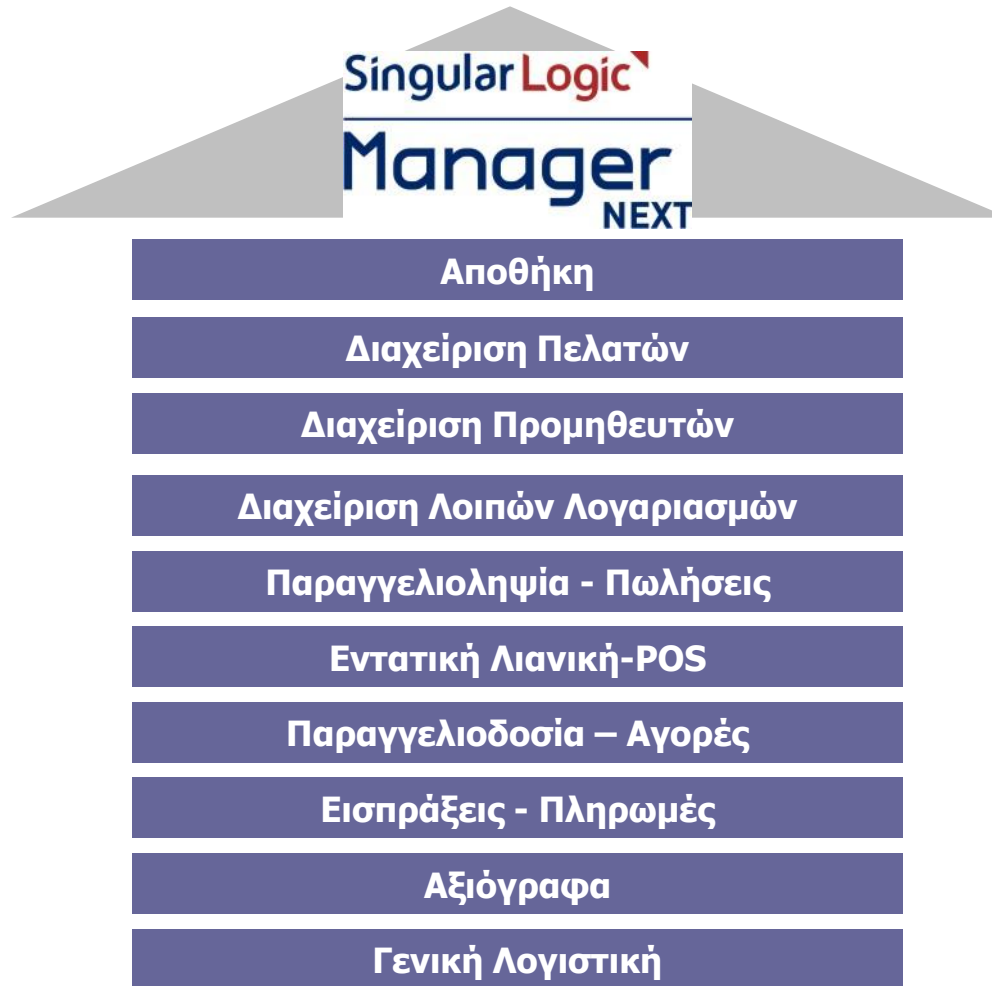 SingularLogic
Manager
NEXT
Αποθήκη
Διαχείριση Πελατών
Διαχείριση Προμηθευτών
Διαχείριση Λοιπών Λογαριασμών
Παραγγελιοληψία - Πωλήσεις
Εντατική Λιανική-POS
Παραγγελιοδοσία – Αγορές
Εισπράξεις - Πληρωμές
Αξιόγραφα
Γενική Λογιστική